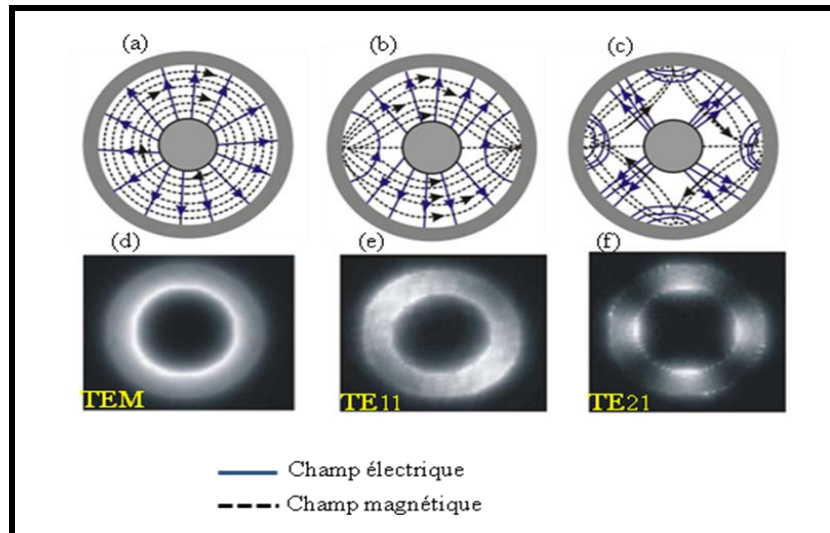 (a) (b) (c)
(d) (e) (f)
TEM TE11 TE21
Champ électrique
Champ magnétique